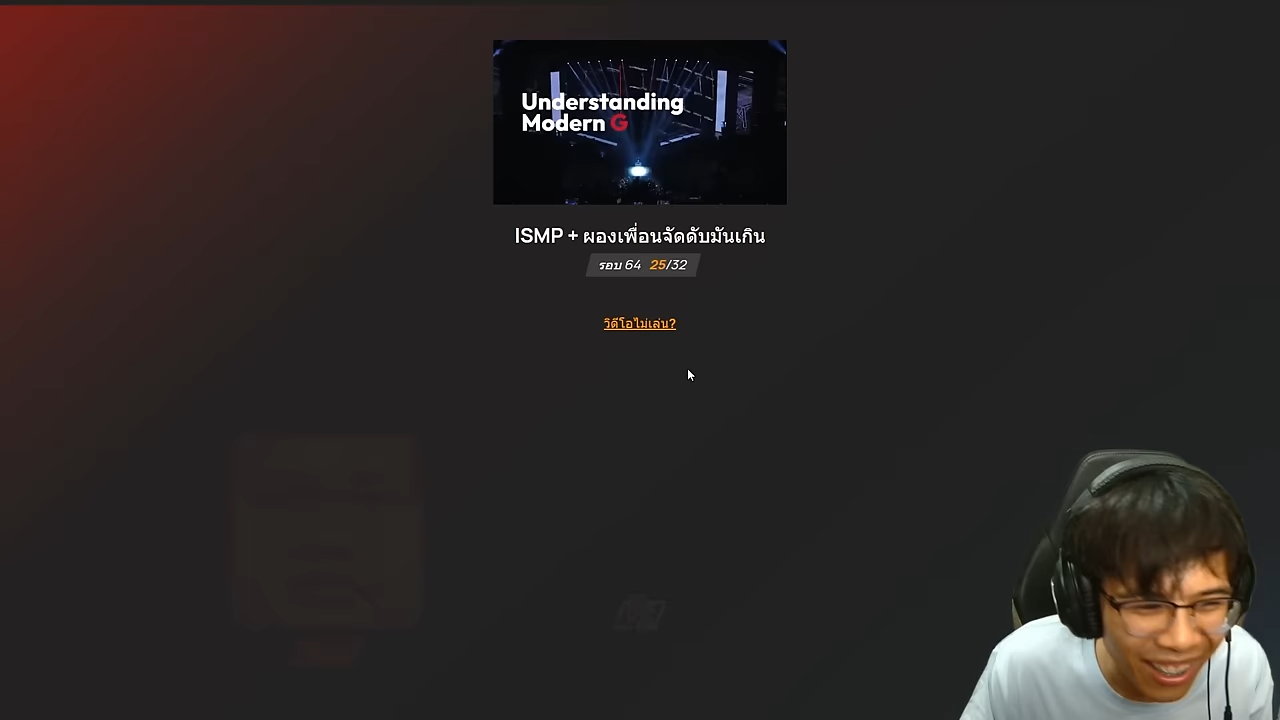 Understanding
Modern G
ISMP + ผองเพื่อนจัดดับมันเกิน
รอบ 64 25/32
วิดีโอไม่เล่น?